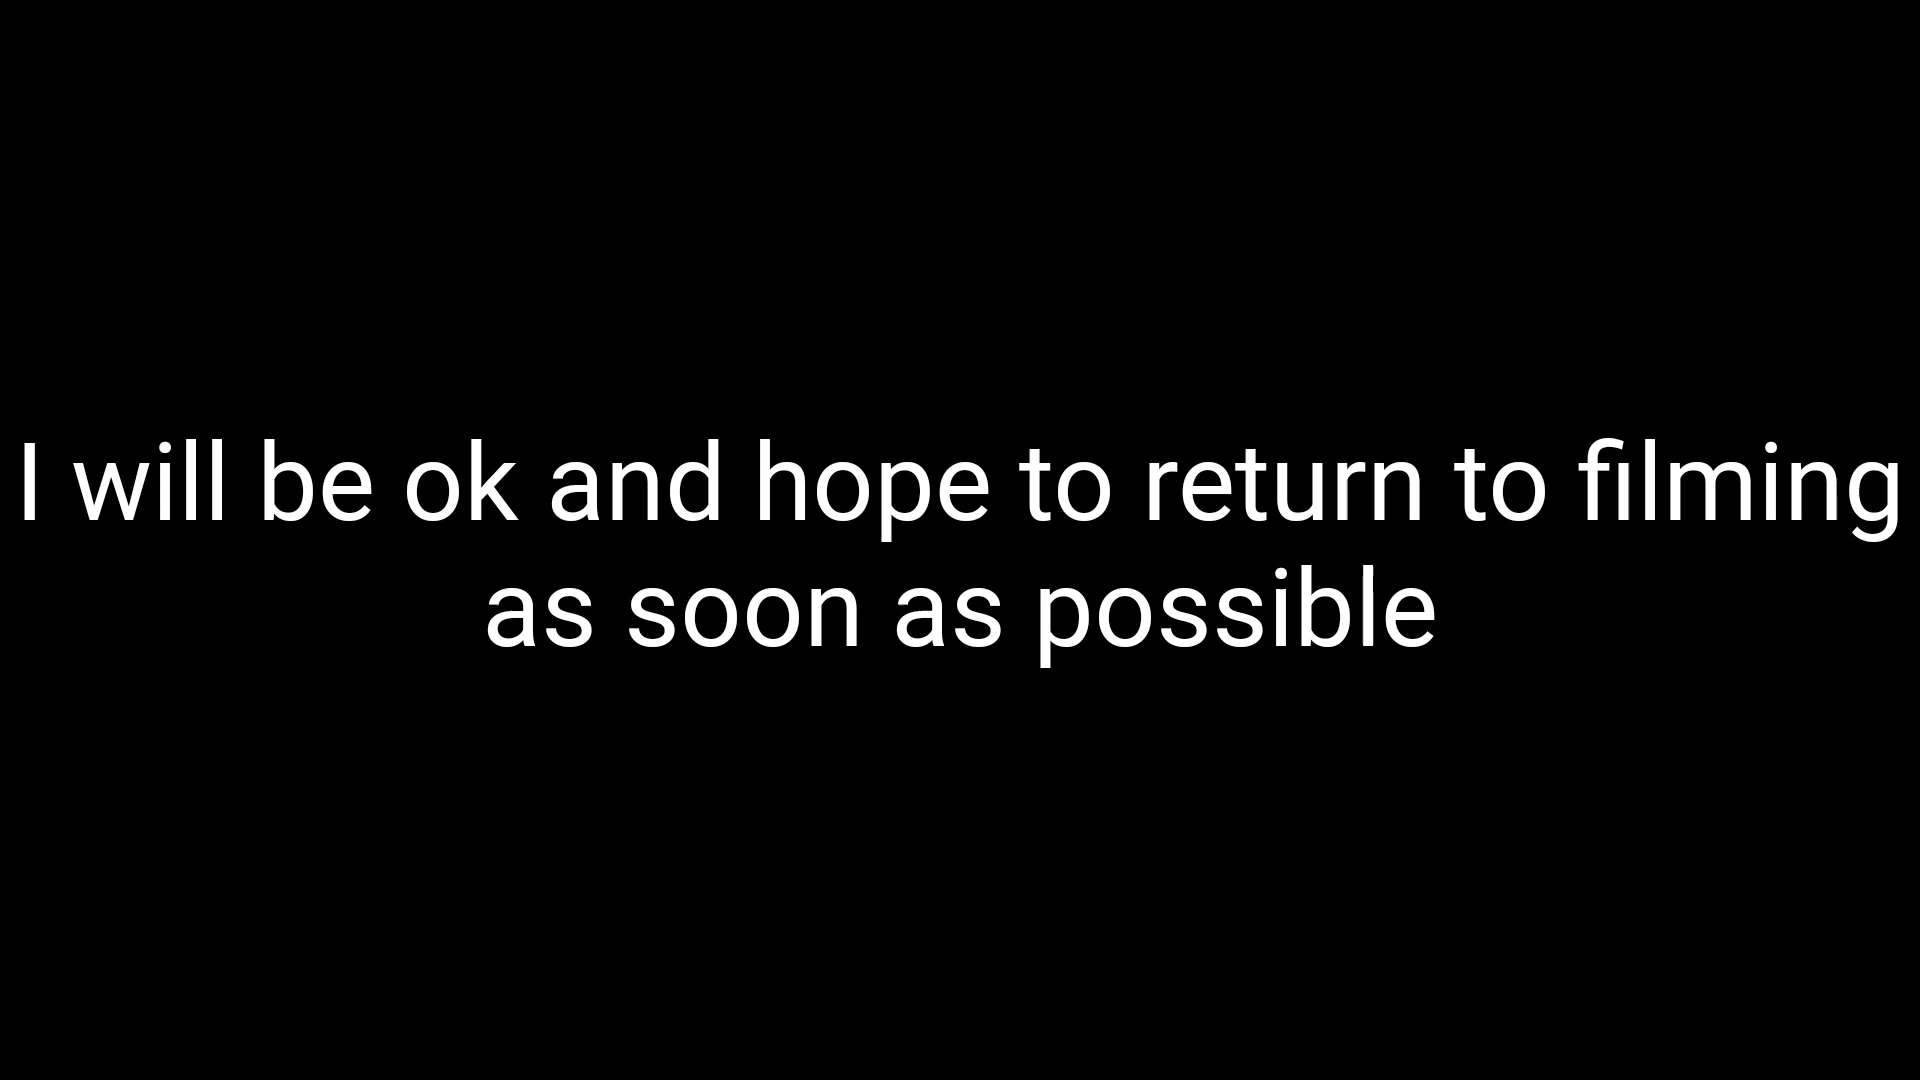 I will be ok and hope to return to filming
as soon as possible